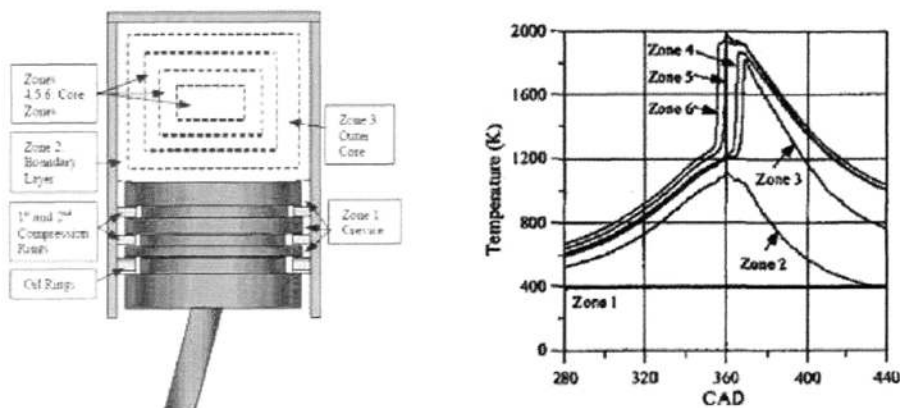 Zones
4,5,6: Core
Zones
Zone 2:
Boundary
Layer
1st and 2nd
Compression
Rings
Oil Rings
Zone 3
Outer
Core
Zone 1
Crevice
Temperature (K)
2000
1600
1200
800
400
0
Zone 4
Zone 5
Zone 6
Zone 3
Zone 2
Zone 1
280
320
360
400
440
CAD